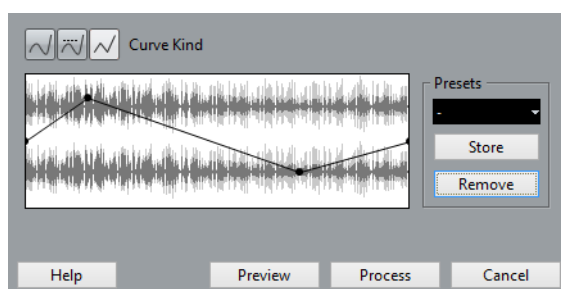 Curve Kind
Presets
-
Store
Remove
Help
Preview
Process
Cancel